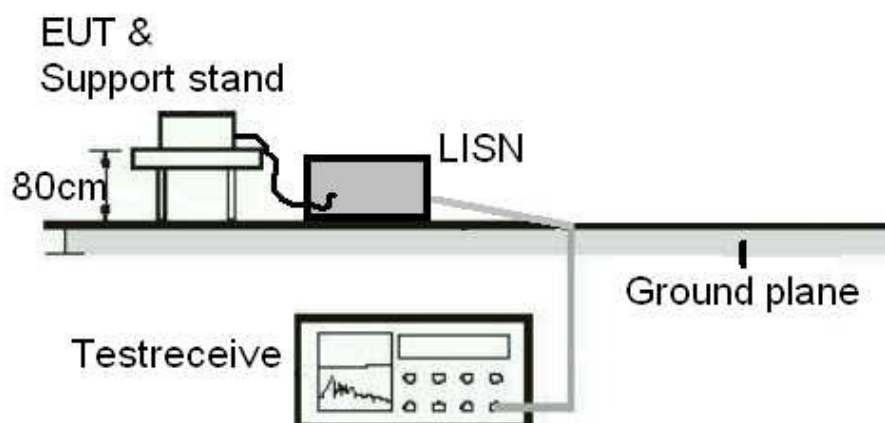 EUT &
Support stand
LISN
80cm
Ground plane
Testreceive